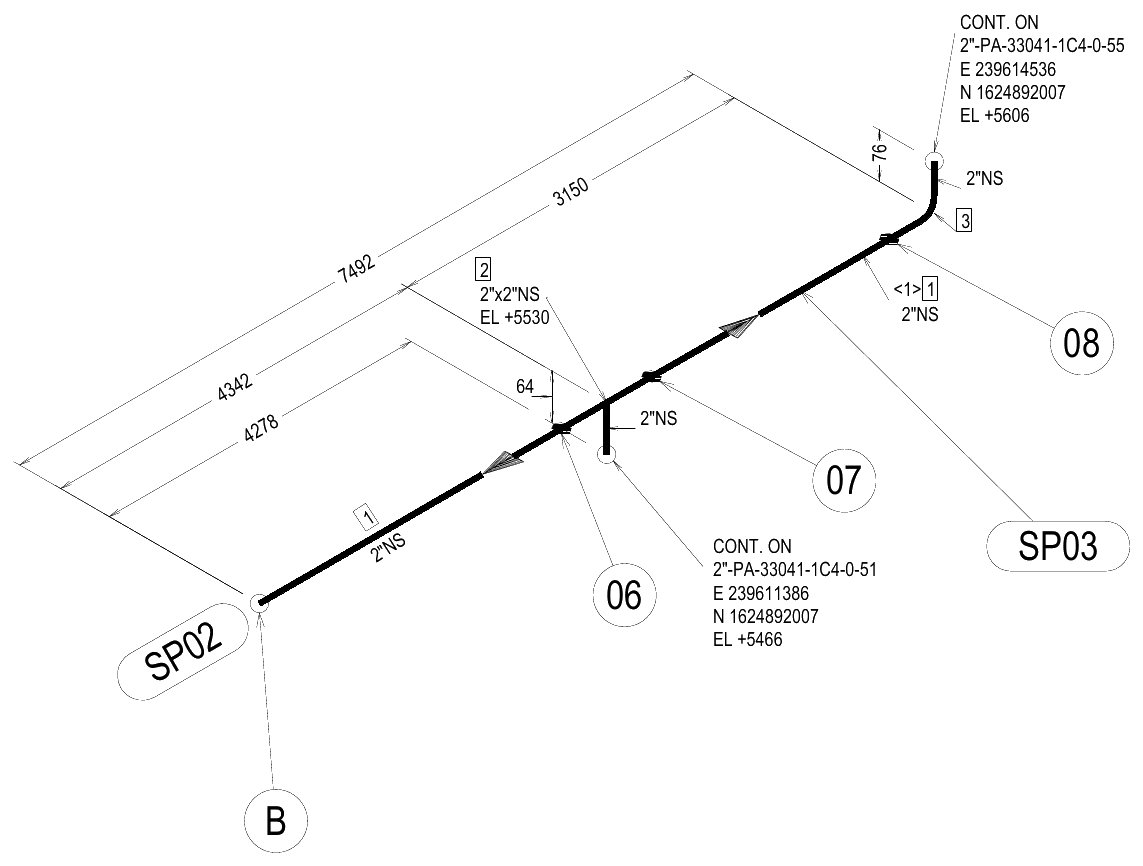 CONT. ON
2"-PA-33041-1C4-0-55
E 239614536
N 1624892007
EL +5606
76
2"NS
3
3150
7492
2
2"x2"NS
EL +5530
<1> 1
2"NS
08
4342
64
4278
2"NS
07
1
2"NS
SP03
CONT. ON
2"-PA-33041-1C4-0-51
E 239611386
N 1624892007
EL +5466
06
SP02
B